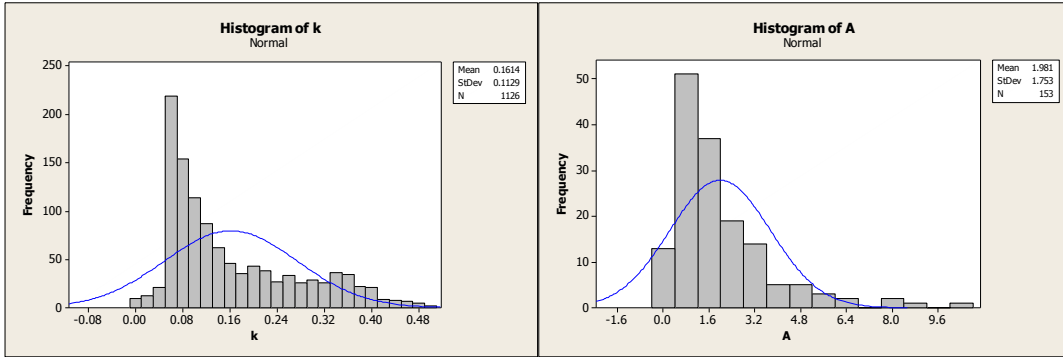 Histogram of k
Normal
250
200
150
100
50
0
Frequency
-0.08 0.00 0.08 0.16 0.24 0.32 0.40 0.48
k
Mean 0.1614
StDev 0.1129
N 1126
Histogram of A
Normal
50
40
30
20
10
0
Frequency
-1.6 0.0 1.6 3.2 4.8 6.4 8.0 9.6
A
Mean 1.981
StDev 1.753
N 153